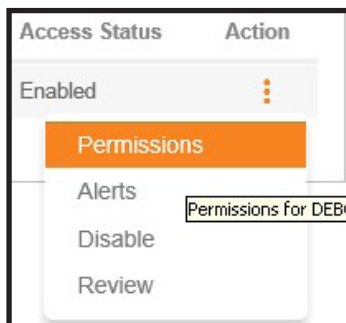 Access Status Action
Enabled
Permissions
Alerts
Permissions for
Disable
Review